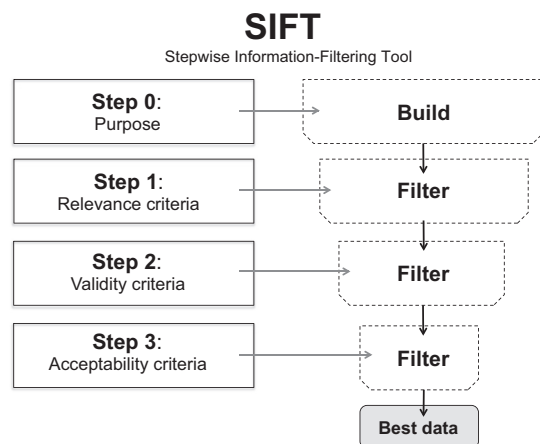 SIFT
Stepwise Information-Filtering Tool
Step 0:
Purpose
Build
Step 1:
Relevance criteria
Filter
Step 2:
Validity criteria
Filter
Step 3:
Acceptability criteria
Filter
Best data